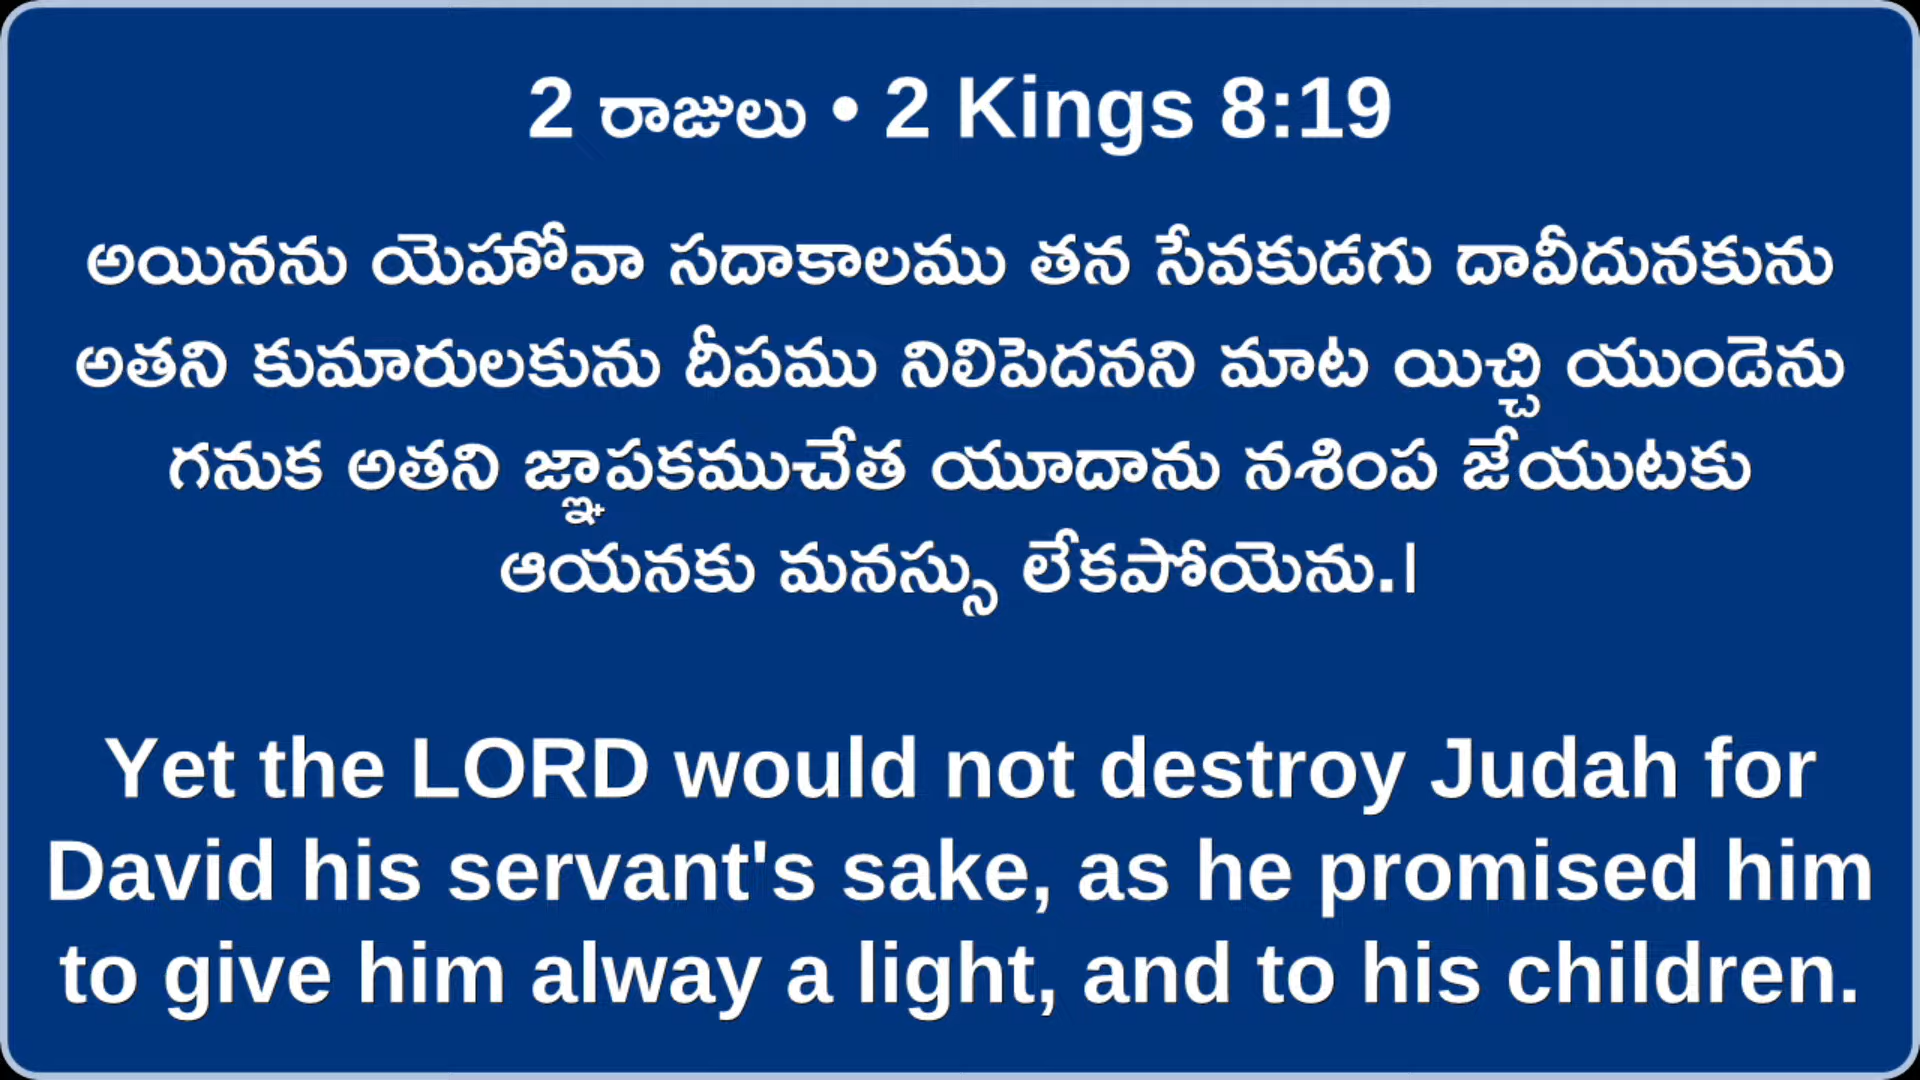 2 రాజులు • 2 Kings 8:19
అయినను యెహోవా సదాకాలము తన సేవకుడగు దావీదునకును
అతని కుమారులకును దీపము నిలిపెదనని మాట యిచ్చి యుండెను
గనుక అతని జ్ఞాపకముచేత యూదాను నశింప జేయుటకు
ఆయనకు మనస్సు లేకపోయెను.|
Yet the LORD would not destroy Judah for
David his servant's sake, as he promised him
to give him alway a light, and to his children.